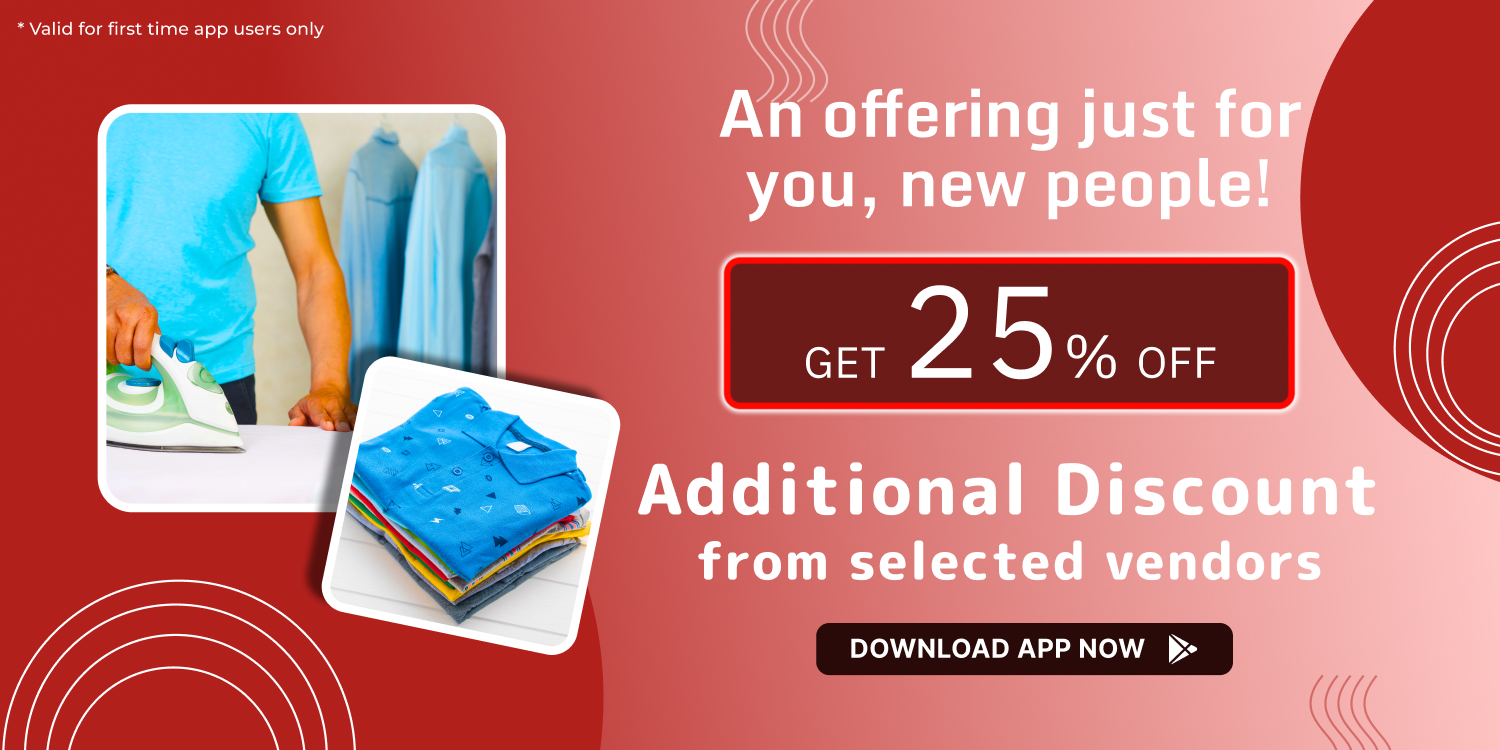 * Valid for first time app users only
An offering just for
you, new people!
GET 25% OFF
Additional Discount
from selected vendors
DOWNLOAD APP NOW